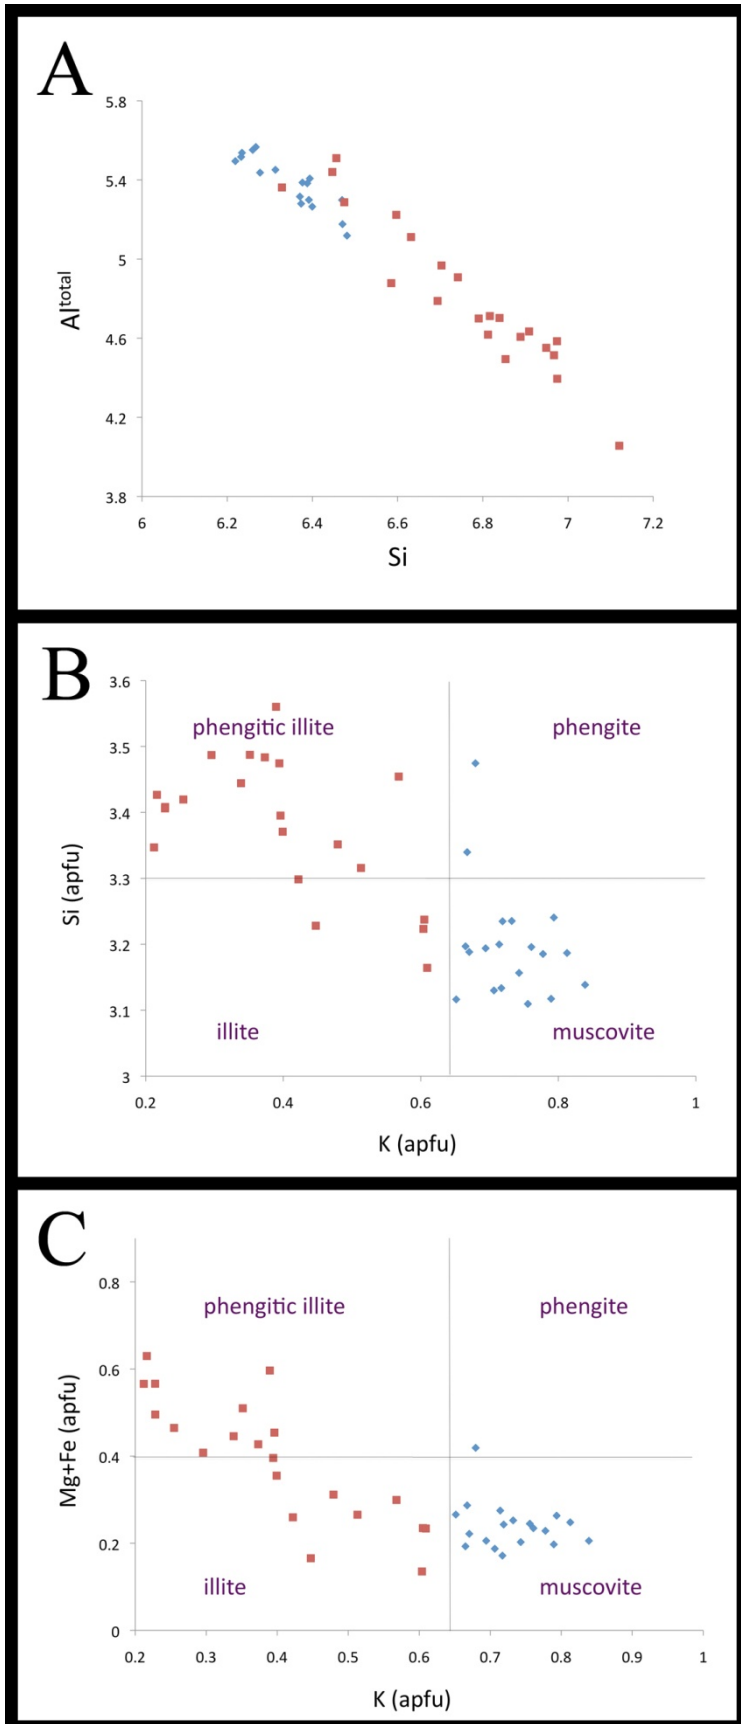 A
5.8
5.4
5
4.6
4.2
3.8
Al^total
6 6.2 6.4 6.6 6.8 7 7.2
Si
B
3.6
phengitic illite phengite
3.5
3.4
3.3
3.2
3.1
illite muscovite
3
Si (apfu)
0.2 0.4 0.6 0.8 1
K (apfu)
C
0.8
phengitic illite phengite
0.6
0.4
0.2
illite muscovite
0
Mg+Fe (apfu)
0.2 0.3 0.4 0.5 0.6 0.7 0.8 0.9 1
K (apfu)